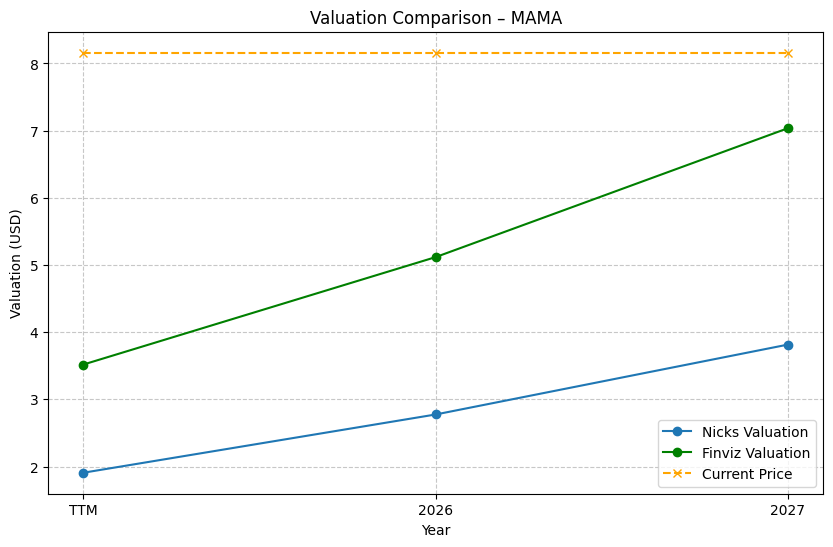 Valuation Comparison – MAMA
Valuation (USD)
8
7
6
5
4
3
2
TTM
2026
2027
Year
Nicks Valuation
Finviz Valuation
Current Price